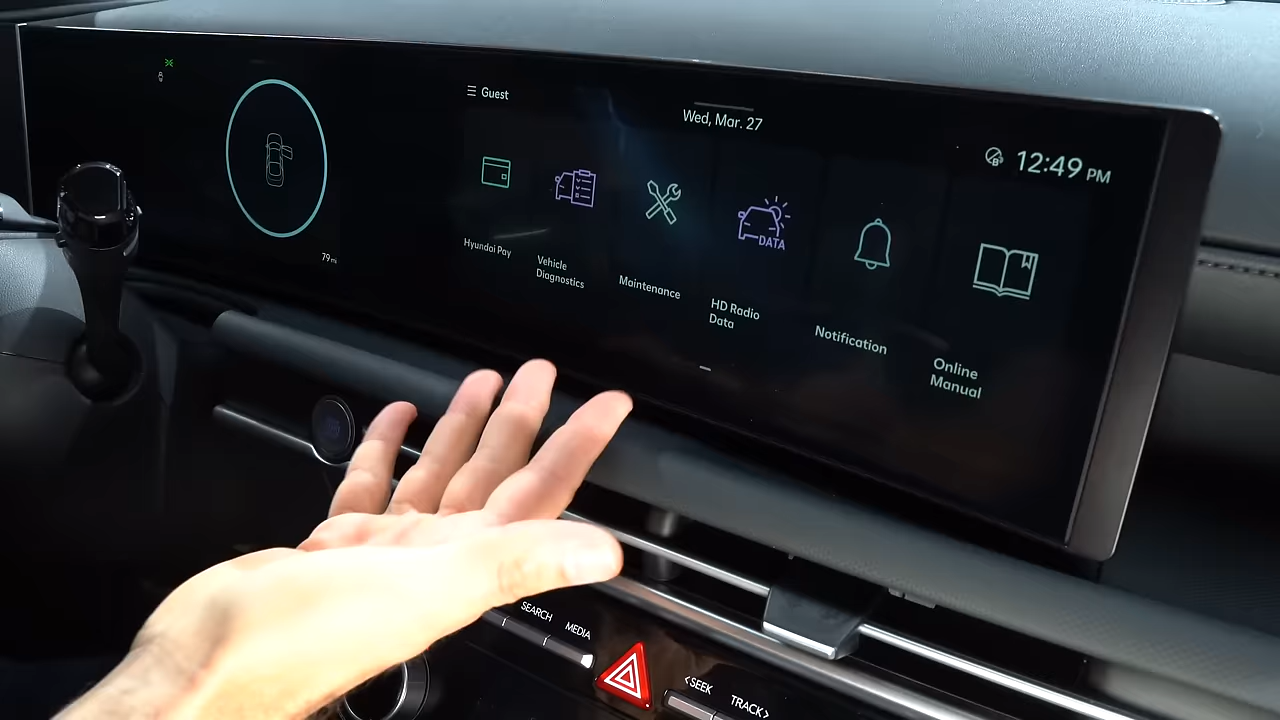 Guest
Wed, Mar. 27
12:49 PM
Hyundai Pay
Vehicle
Diagnostics
Maintenance
DATA
HD Radio
Data
Notification
Online
Manual
79 mi
SEARCH
MEDIA
<SEEK
TRACK>